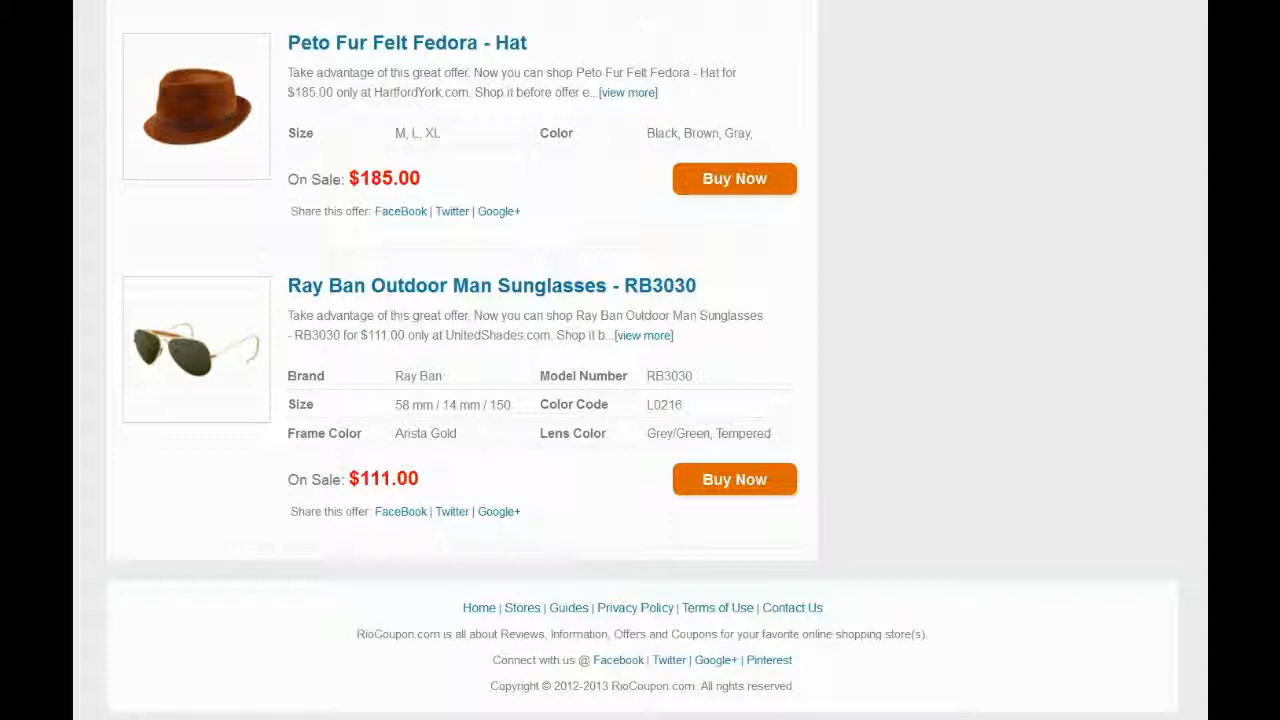 Peto Fur Felt Fedora - Hat
Take advantage of this great offer. Now you can shop Peto Fur Felt Fedora - Hat for
$185.00 only at HartfordYork.com. Shop it before offer e...[view more]
Size M, L, XL Color Black, Brown, Gray,
On Sale: $185.00 Buy Now
Share this offer: FaceBook | Twitter | Google+
Ray Ban Outdoor Man Sunglasses - RB3030
Take advantage of this great offer. Now you can shop Ray Ban Outdoor Man Sunglasses
- RB3030 for $111.00 only at UnitedShades.com. Shop it b...[view more]
Brand Ray Ban Model Number RB3030
Size 58 mm / 14 mm / 150 Color Code L0216
Frame Color Arista Gold Lens Color Grey/Green, Tempered
On Sale: $111.00 Buy Now
Share this offer: FaceBook | Twitter | Google+
Home | Stores | Guides | Privacy Policy | Terms of Use | Contact Us
RioCoupon.com is all about Reviews, Information, Offers and Coupons for your favorite online shopping store(s).
Connect with us @ Facebook | Twitter | Google+ | Pinterest
Copyright © 2012-2013 RioCoupon.com. All rights reserved.